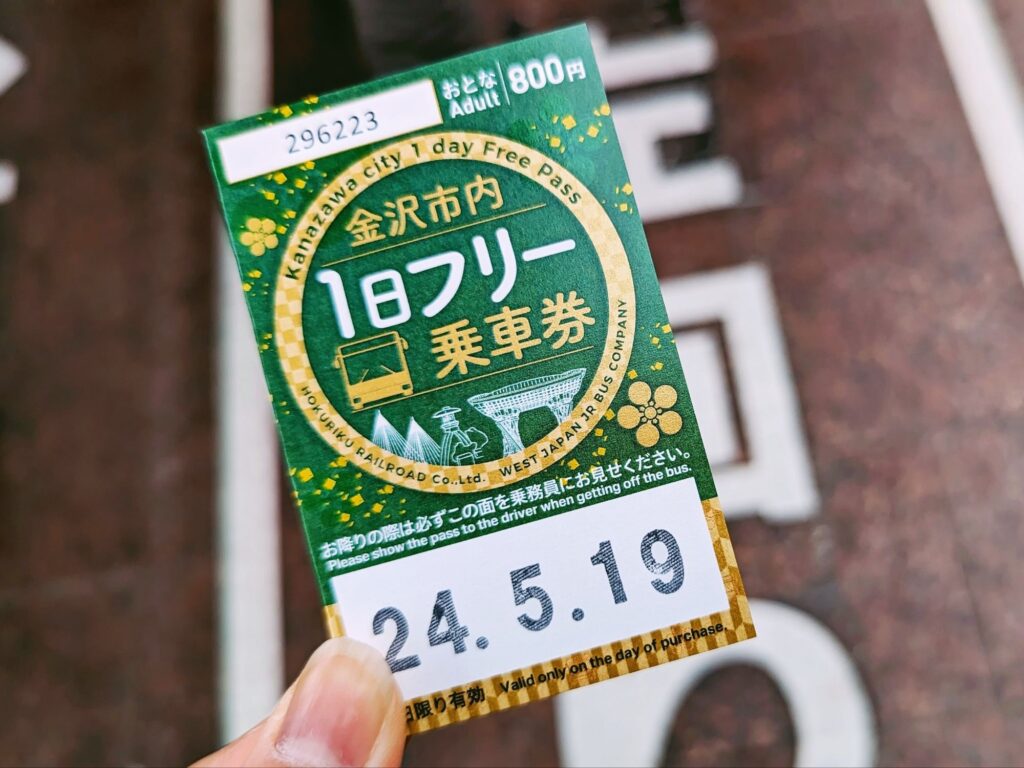 296223
おとな
Adult
800円
Kanazawa city 1 day Free Pass
金沢市内
1日フリー
乗車券
HOKURIKU RAILROAD Co.,Ltd. WEST JAPAN JR BUS COMPANY
お降りの際は必ずこの面を乗務員にお見せください。
Please show the pass to the driver when getting off the bus.
24. 5. 19
日限り有効 Valid only on the day of purchase.